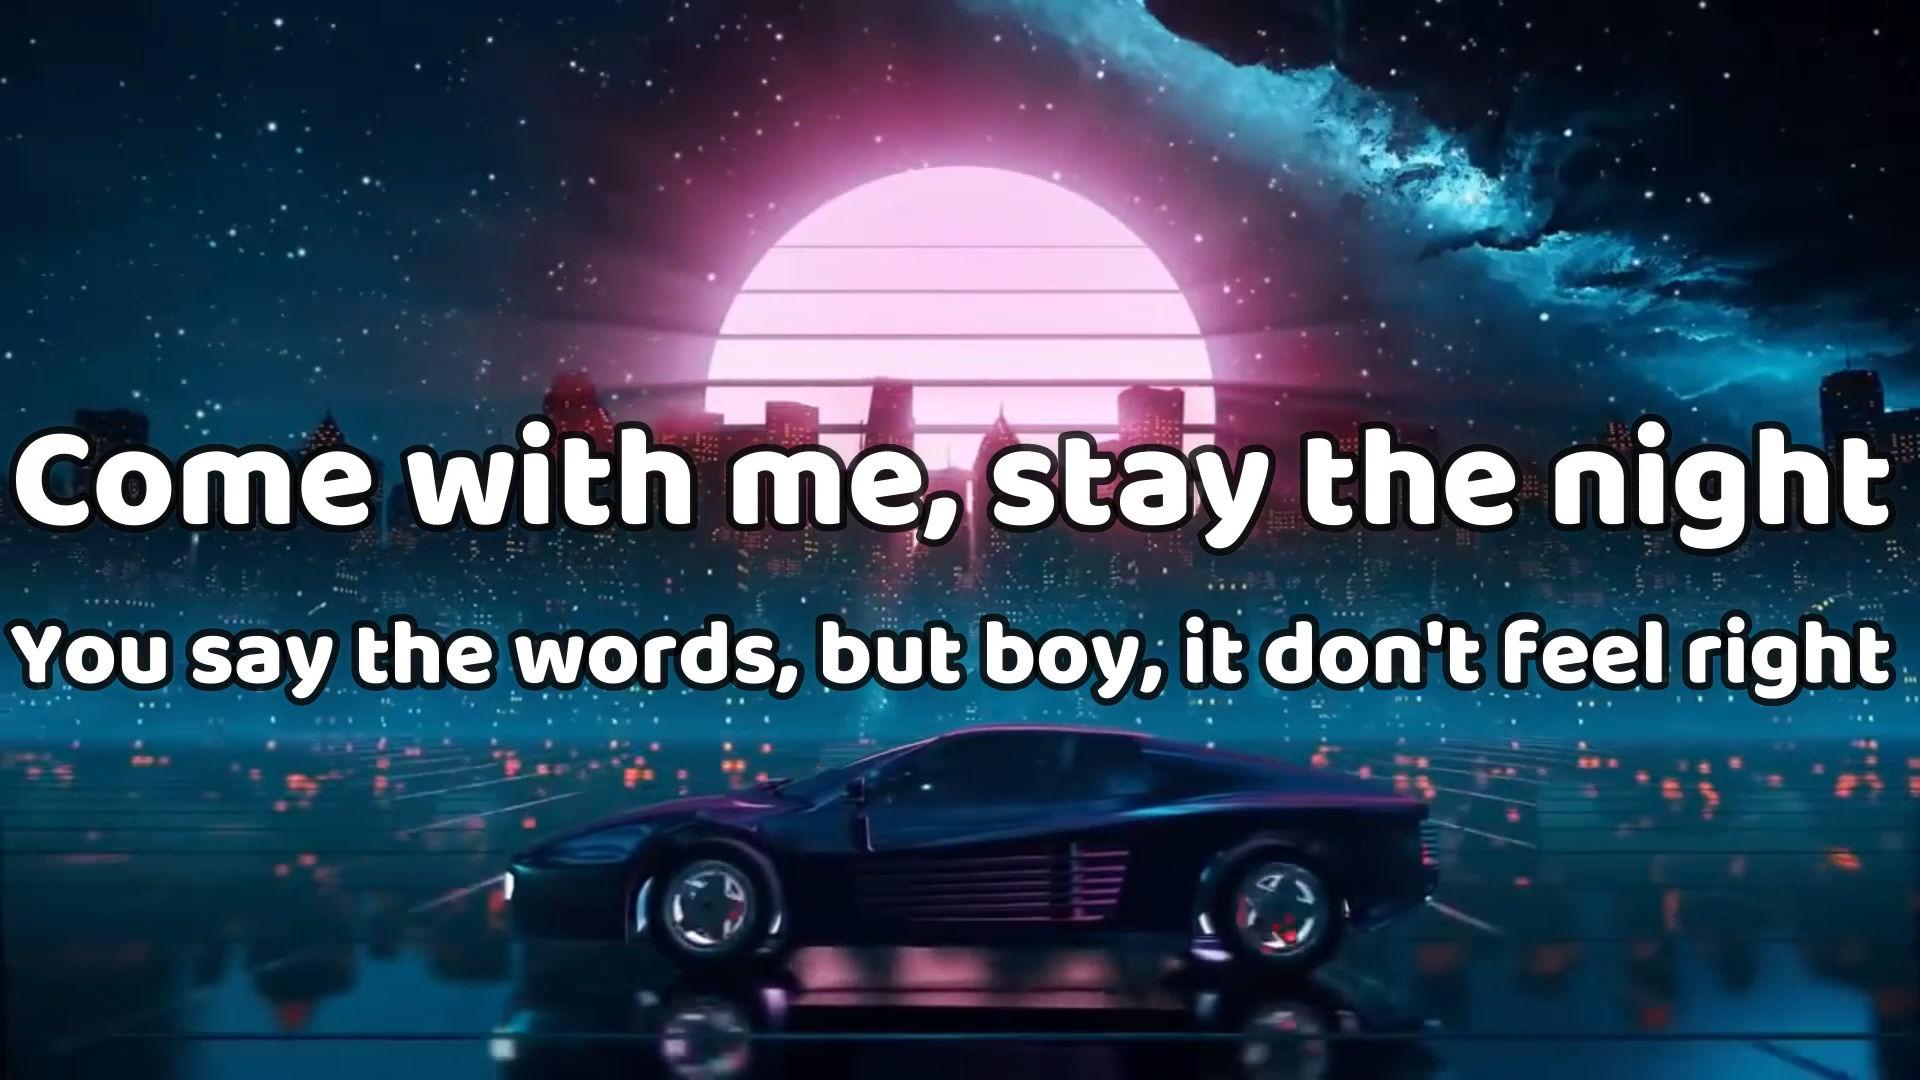 Come with me, stay the night
You say the words, but boy, it don't feel right